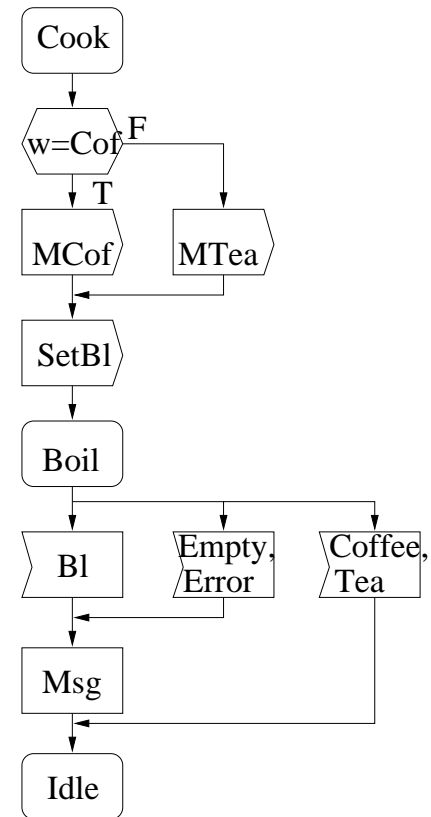 Cook
w=Cof
F
T
MCof
MTea
SetBl
Boil
Bl
Empty,
Error
Coffee,
Tea
Msg
Idle